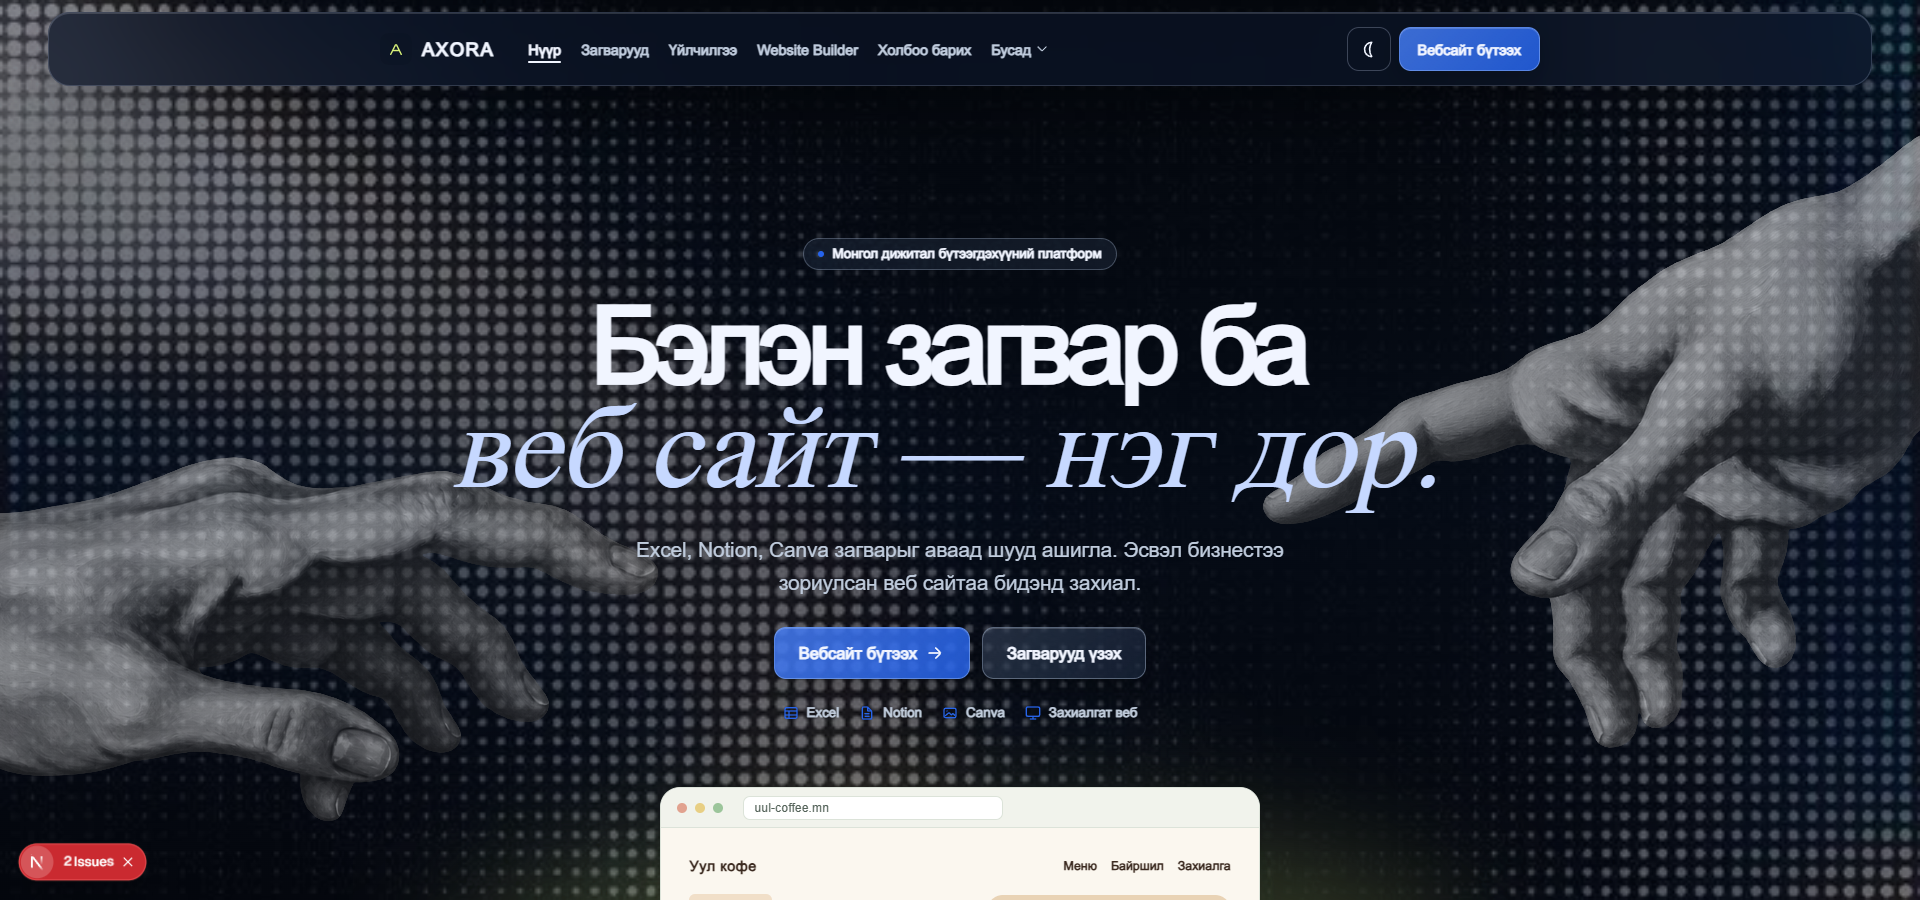 A AXORA Нүүр Загварууд Үйлчилгээ Website Builder Холбоо барих Бусад Вебсайт бүтээх
Монгол дижитал бүтээгдэхүүний платформ
Бэлэн загвар ба
веб сайт — нэг дор.
Excel, Notion, Canva загварыг аваад шууд ашигла. Эсвэл бизнестээ
зориулсан веб сайтаа бидэнд захиал.
Вебсайт бүтээх → Загварууд үзэх
Excel Notion Canva Захиалгат веб
uul-coffee.mn
Уул кофе Меню Байршил Захиалга
N 2 Issues